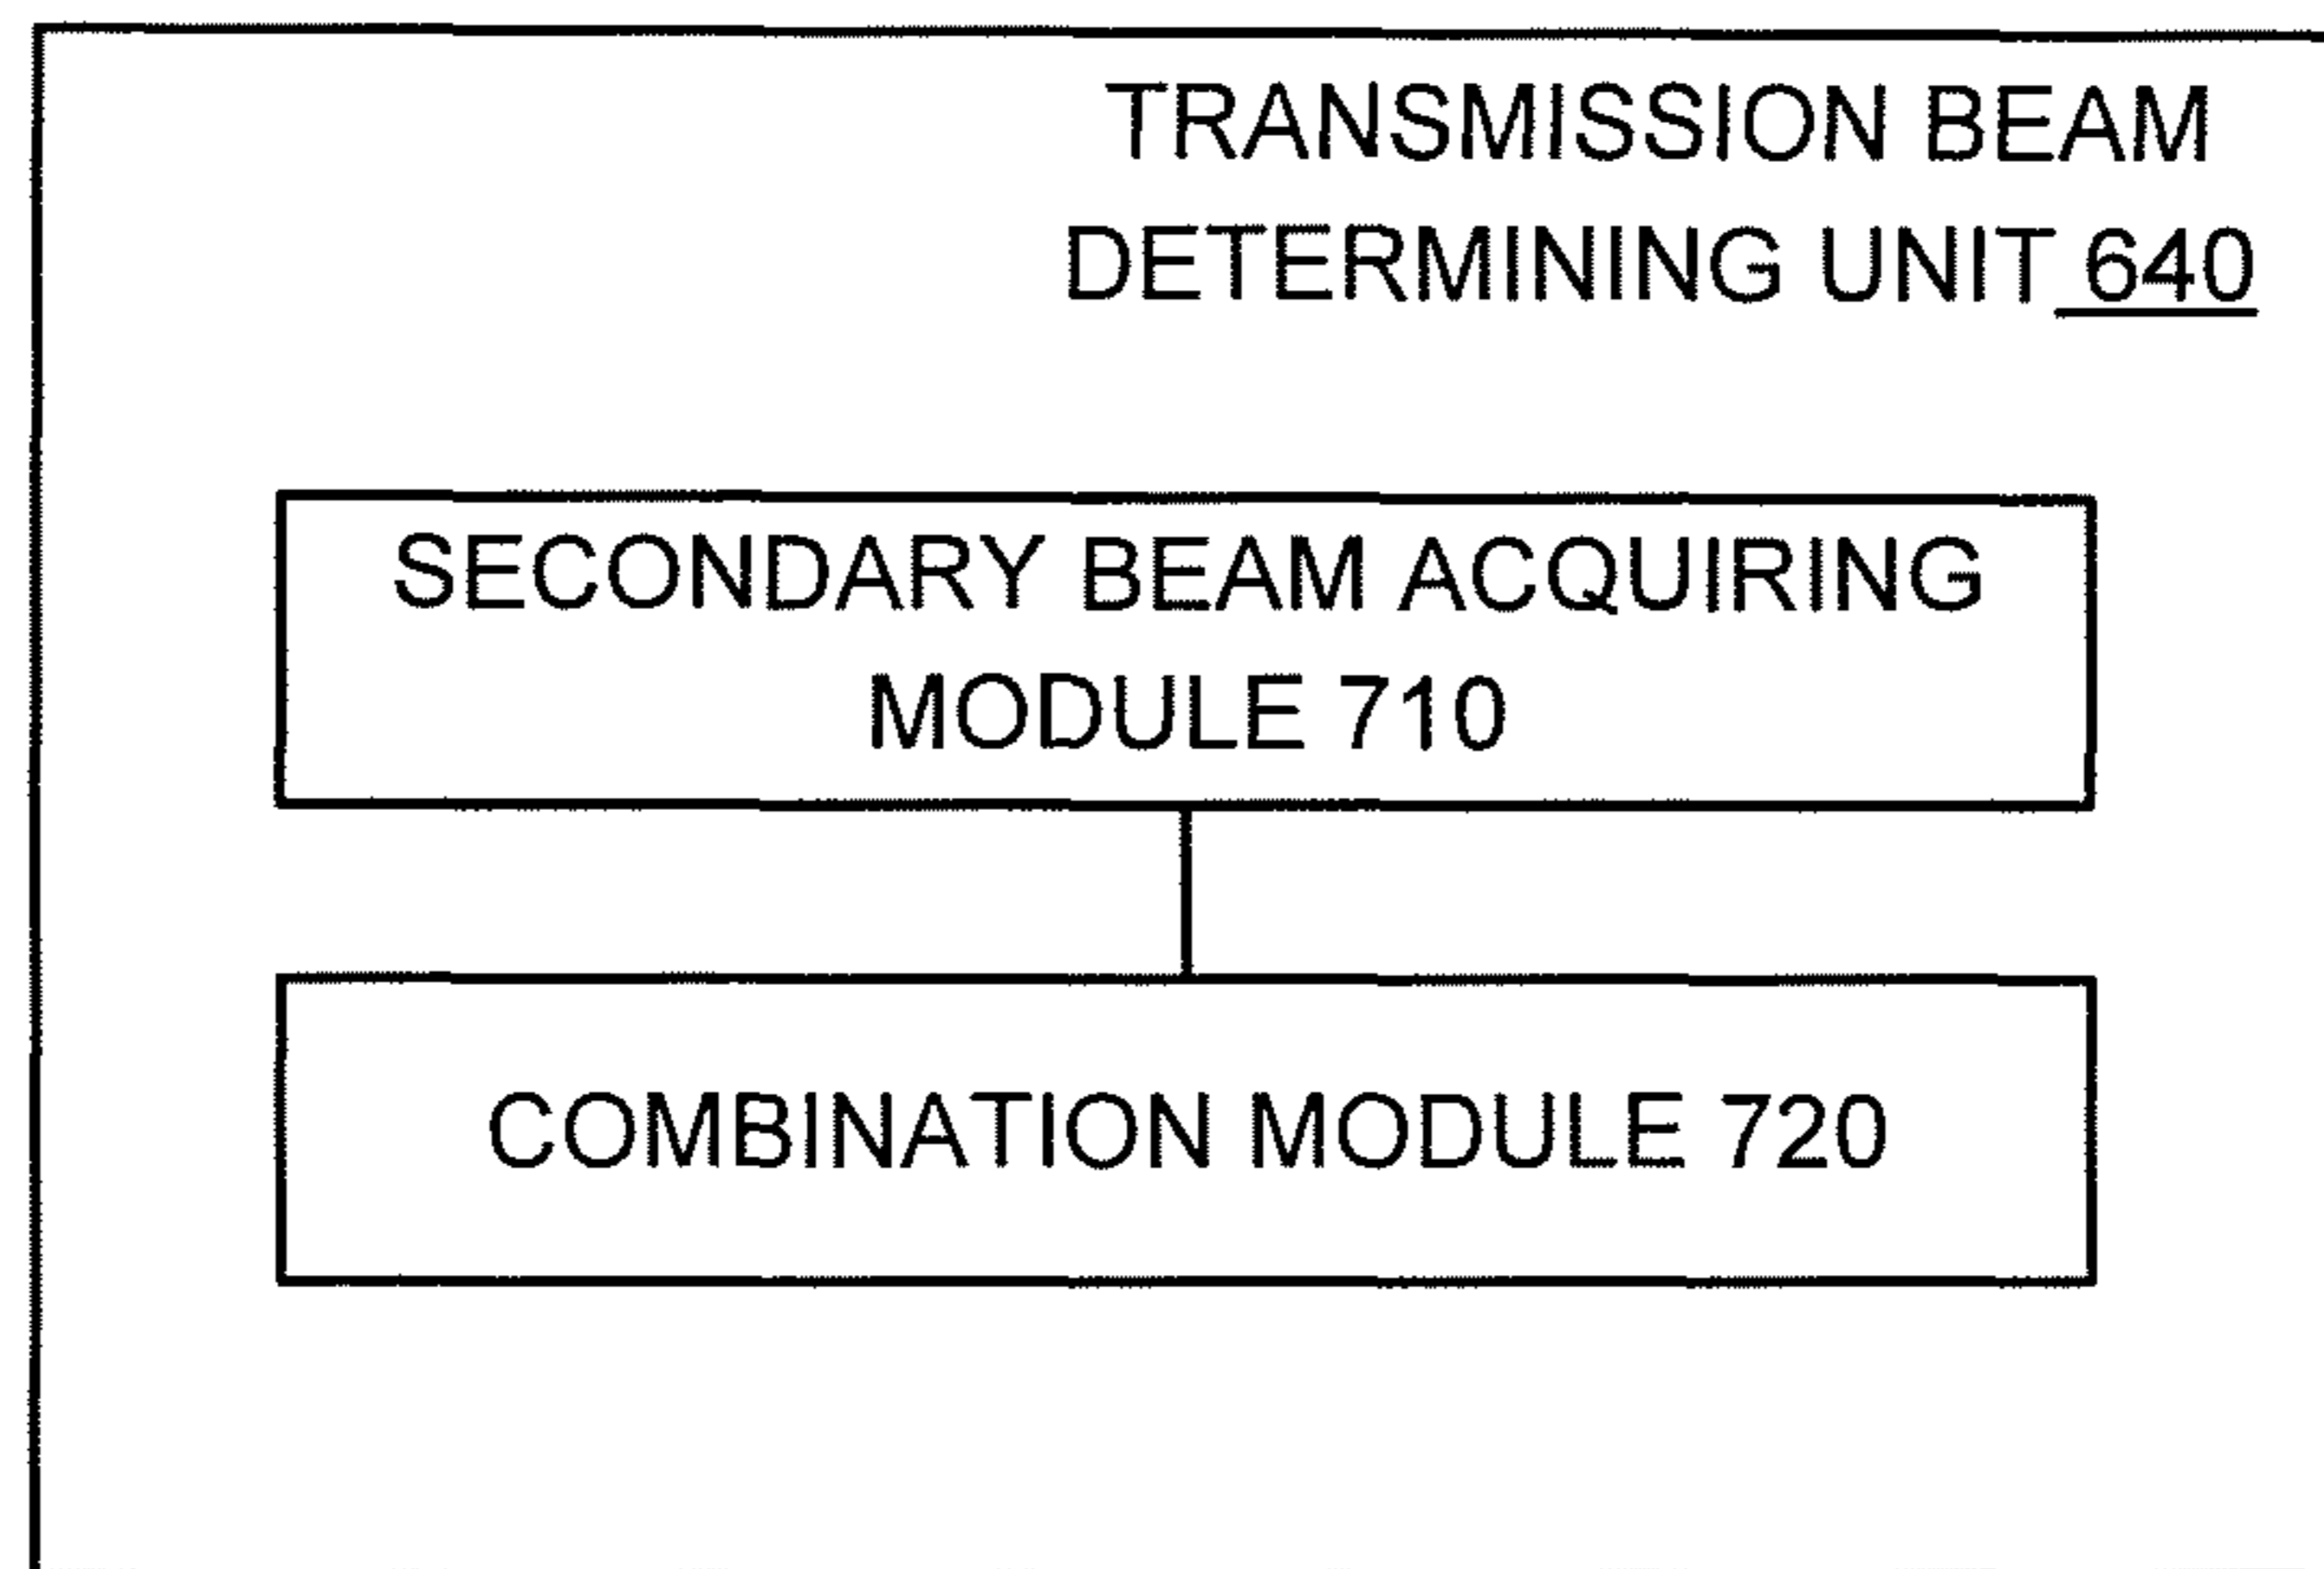 TRANSMISSION BEAM
DETERMINING UNIT 640
SECONDARY BEAM ACQUIRING
MODULE 710
COMBINATION MODULE 720